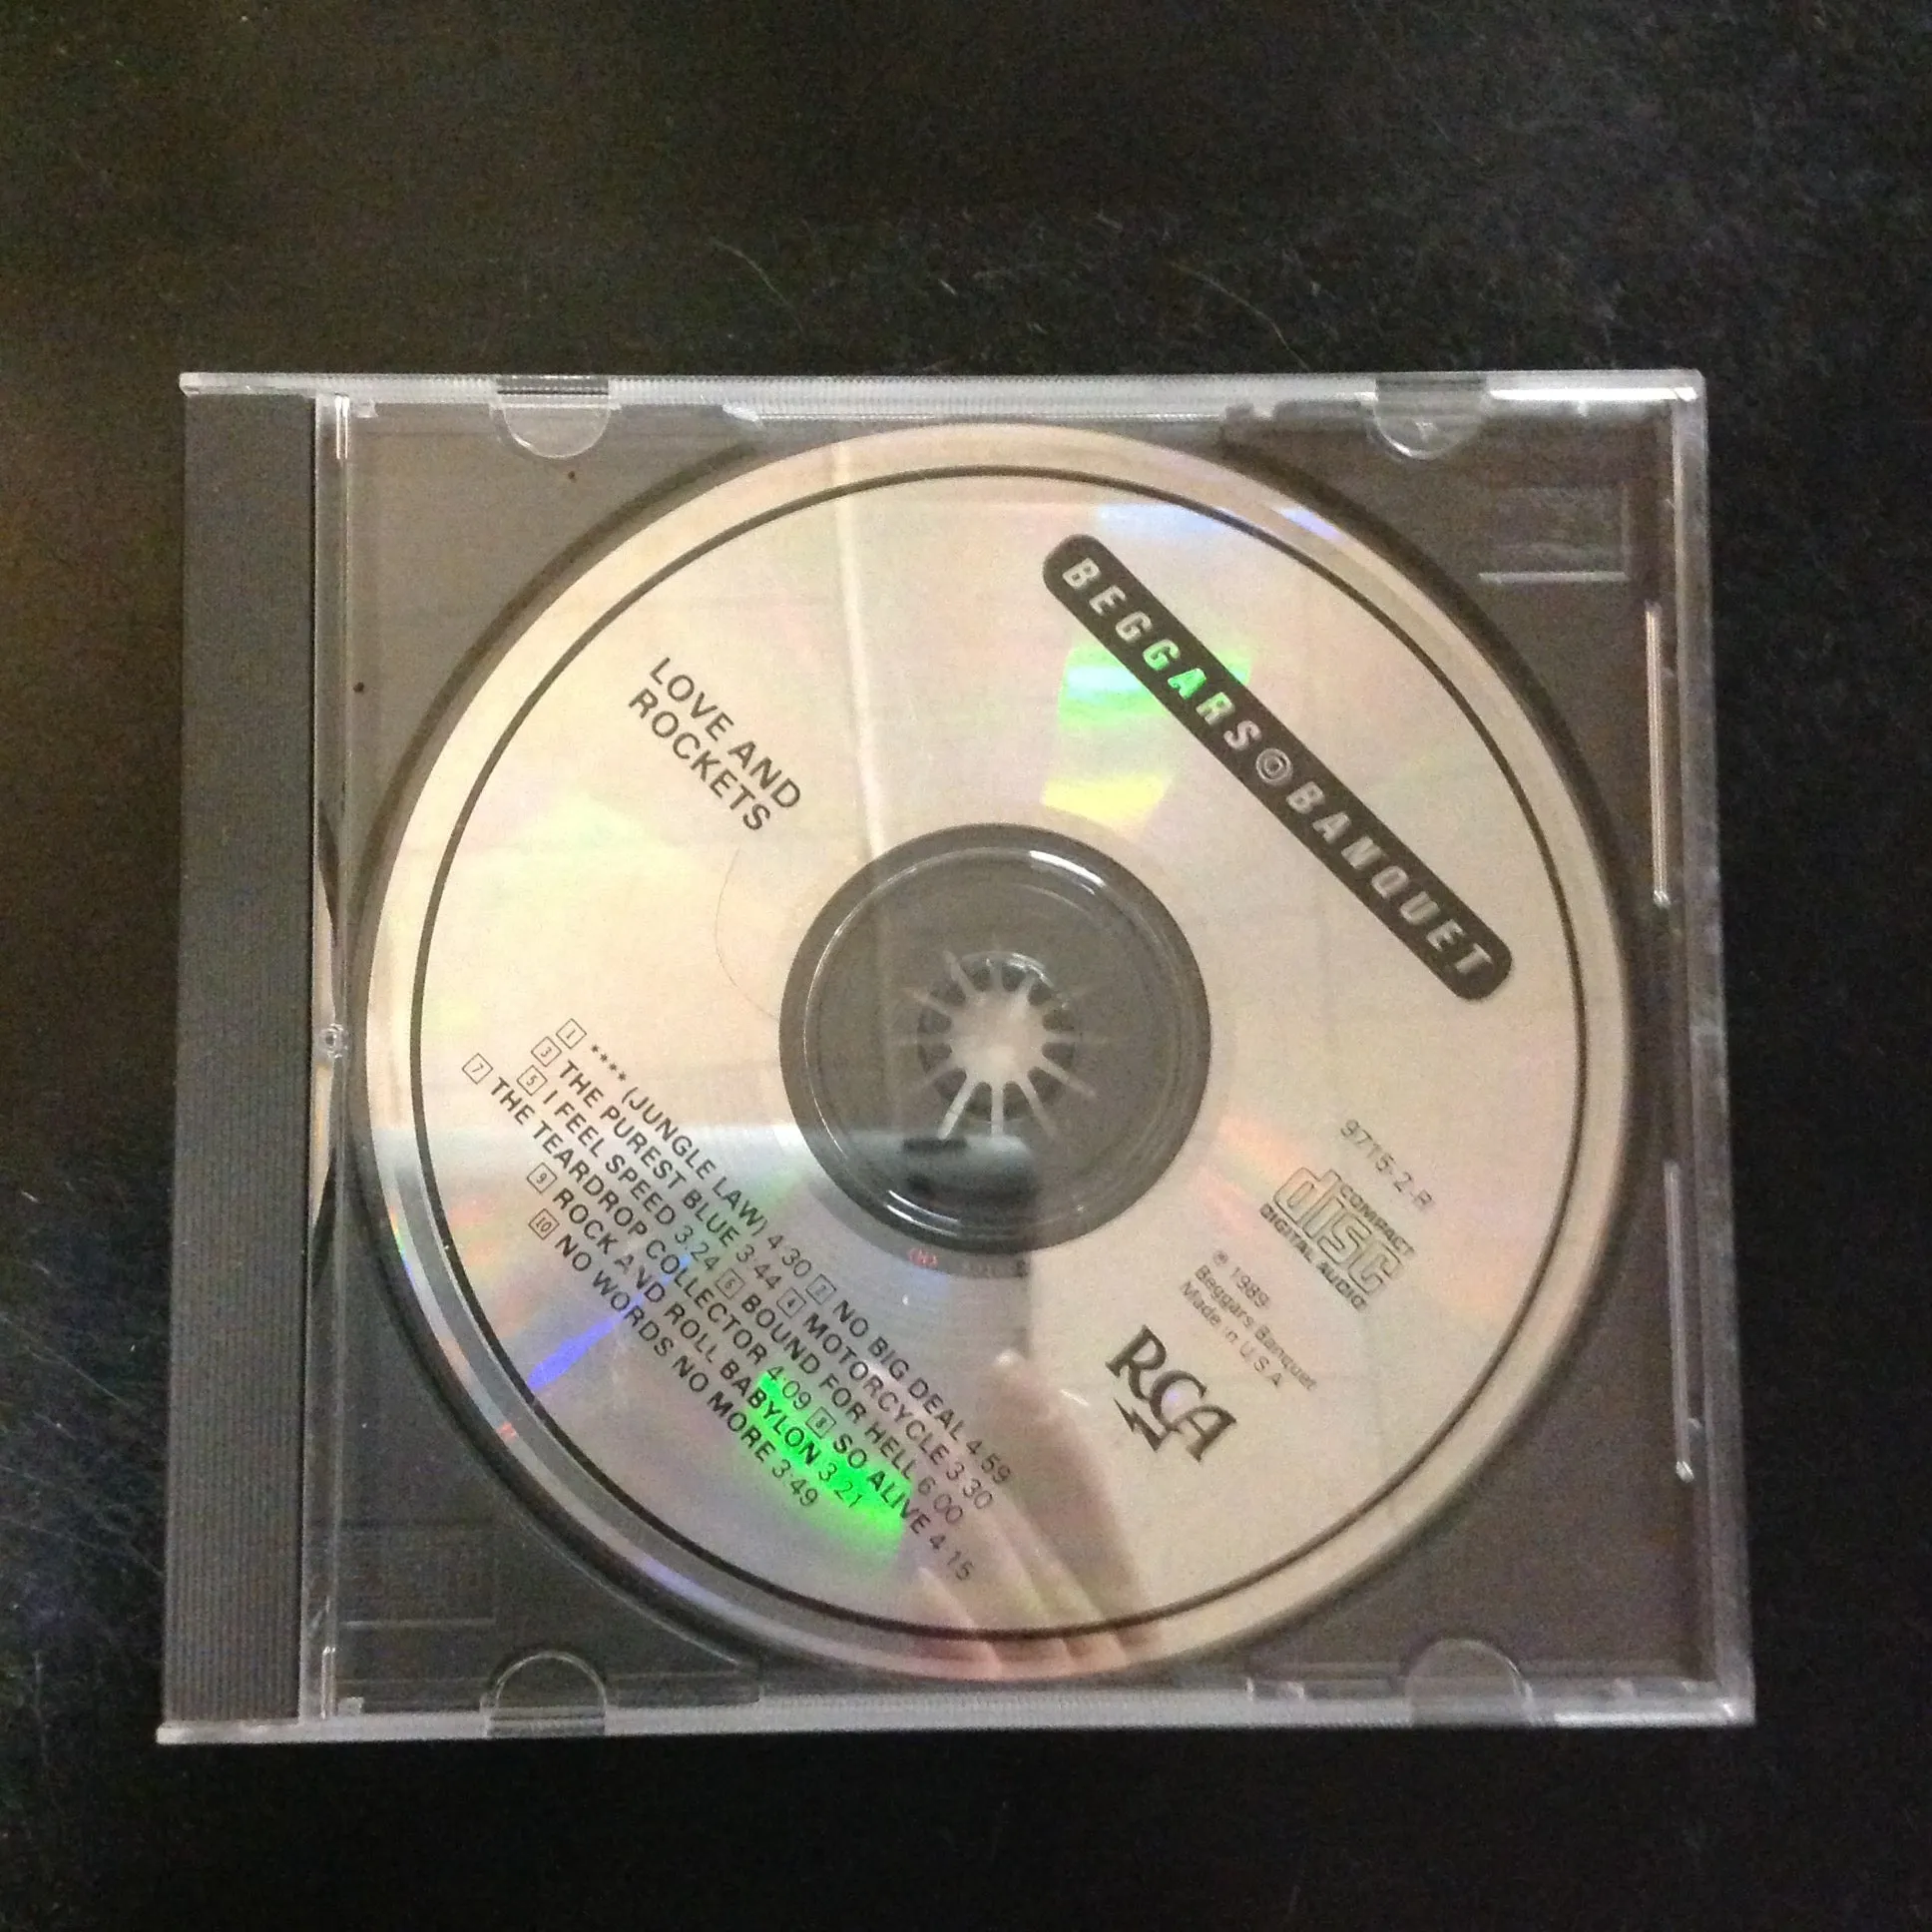 BEGGARS BANQUET
LOVE AND
ROCKETS
9715-2-R
COMPACT
disc
DIGITAL AUDIO
℗ 1989
Beggars Banquet
Made in U.S.A.
RCA
1 **** (JUNGLE LAW) 4:30 2 NO BIG DEAL 4:59
3 THE PUREST BLUE 3:44 4 MOTORCYCLE 3:30
5 I FEEL SPEED 3:24 6 BOUND FOR HELL 6:00
7 THE TEARDROP COLLECTOR 4:09 8 SO ALIVE 4:15
9 ROCK AND ROLL BABYLON 3:21
10 NO WORDS NO MORE 3:49